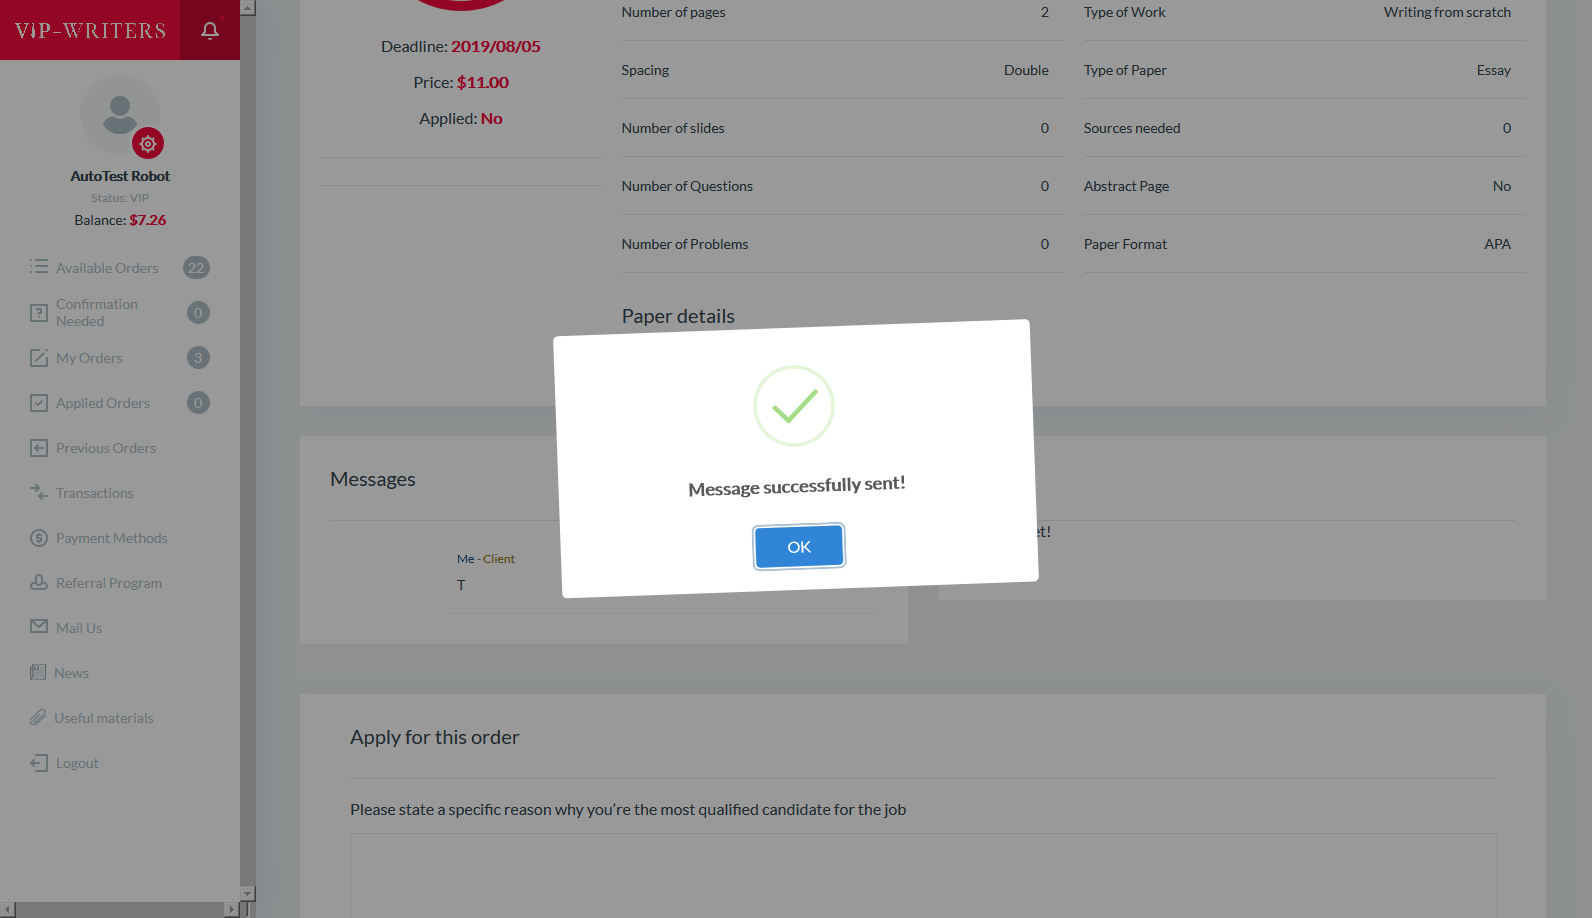 VIP-WRITERS
AutoTest Robot
Status: VIP
Balance: $7.26
Available Orders 22
Confirmation
Needed 0
My Orders 3
Applied Orders 0
Previous Orders
Transactions
Payment Methods
Referral Program
Mail Us
News
Useful materials
Logout
Deadline: 2019/08/05
Price: $11.00
Applied: No
Number of pages 2
Spacing Double
Number of slides 0
Number of Questions 0
Number of Problems 0
Type of Work Writing from scratch
Type of Paper Essay
Sources needed 0
Abstract Page No
Paper Format APA
Paper details
Message successfully sent!
OK
Messages
Me - Client
T
et!
Apply for this order
Please state a specific reason why you’re the most qualified candidate for the job